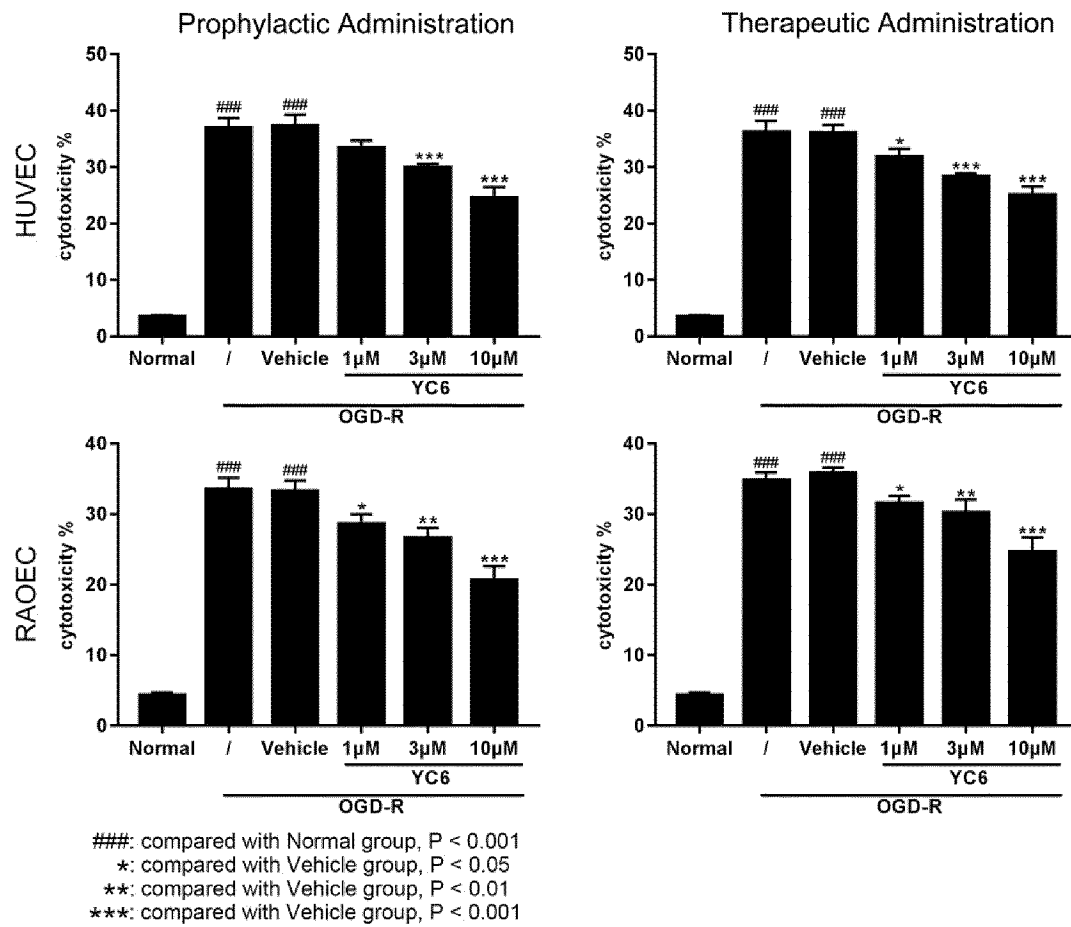 Prophylactic Administration
Therapeutic Administration
HUVEC
cytotoxicity %
50
40
30
20
10
0
### ### *** ***
Normal / Vehicle 1µM 3µM 10µM
YC6
OGD-R
cytotoxicity %
50
40
30
20
10
0
### ### * *** ***
Normal / Vehicle 1µM 3µM 10µM
YC6
OGD-R
RAOEC
cytotoxicity %
40
30
20
10
0
### ### * ** ***
Normal / Vehicle 1µM 3µM 10µM
YC6
OGD-R
cytotoxicity %
40
30
20
10
0
### ### * ** ***
Normal / Vehicle 1µM 3µM 10µM
YC6
OGD-R
###: compared with Normal group, P < 0.001
*: compared with Vehicle group, P < 0.05
**: compared with Vehicle group, P < 0.01
***: compared with Vehicle group, P < 0.001